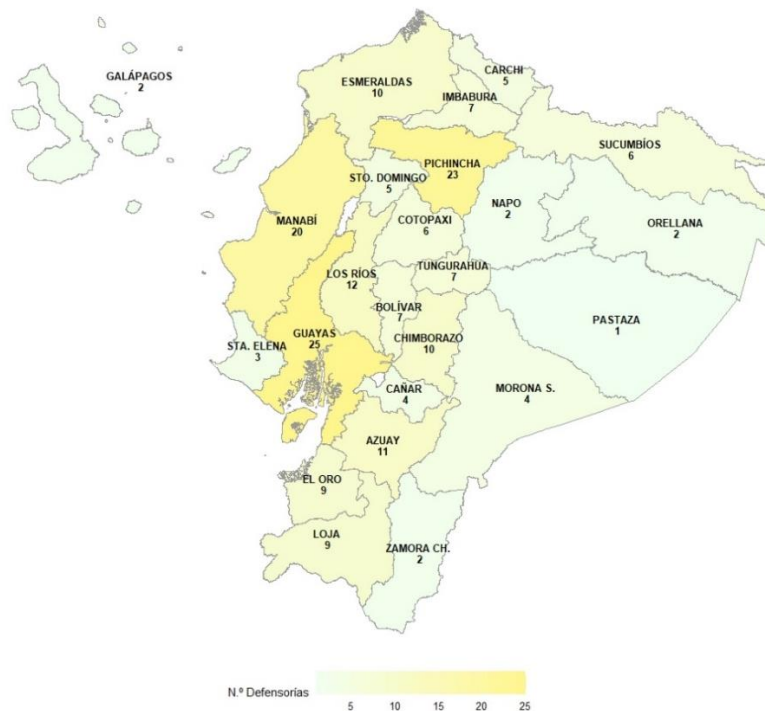 GALÁPAGOS
2
ESMERALDAS
10
CARCHI
5
IMBABURA
7
SUCUMBÍOS
6
PICHINCHA
23
STO. DOMINGO
5
NAPO
2
MANABÍ
20
COTOPAXI
6
ORELLANA
2
LOS RÍOS
12
TUNGURAHUA
7
BOLÍVAR
7
PASTAZA
1
GUAYAS
25
STA. ELENA
3
CHIMBORAZO
10
CAÑAR
4
MORONA S.
4
AZUAY
11
EL ORO
9
LOJA
9
ZAMORA CH.
2
N.º Defensorías
5 10 15 20 25